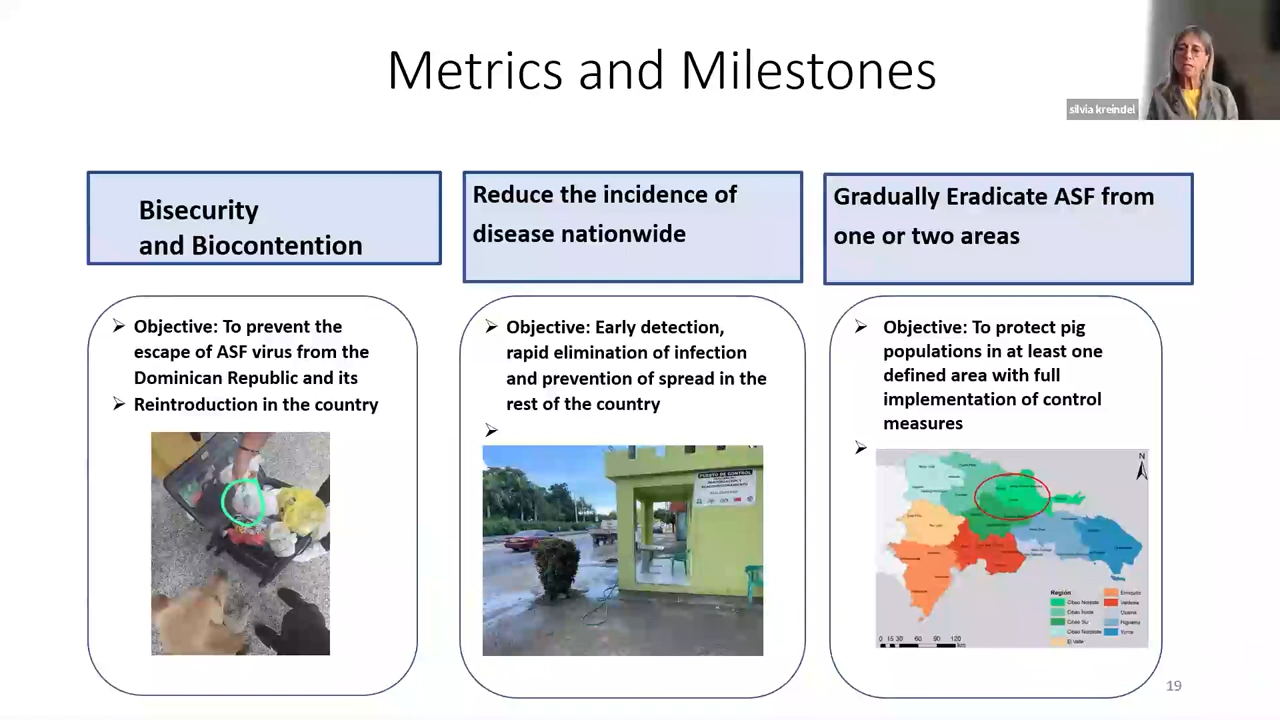 Metrics and Milestones
silvia kreindel
Bisecurity
and Biocontention
Objective: To prevent the
escape of ASF virus from the
Dominican Republic and its
Reintroduction in the country
Reduce the incidence of
disease nationwide
Objective: Early detection,
rapid elimination of infection
and prevention of spread in the
rest of the country
PUESTO DE CONTROL
Gradually Eradicate ASF from
one or two areas
Objective: To protect pig
populations in at least one
defined area with full
implementation of control
measures
N
Región
Cibao Nordeste
Cibao Norte
Cibao Sur
Cibao Noroeste
El Valle
Enriquillo
Valdesia
Ozama
Higuamo
Yuma
0 15 30 60 90 120
19